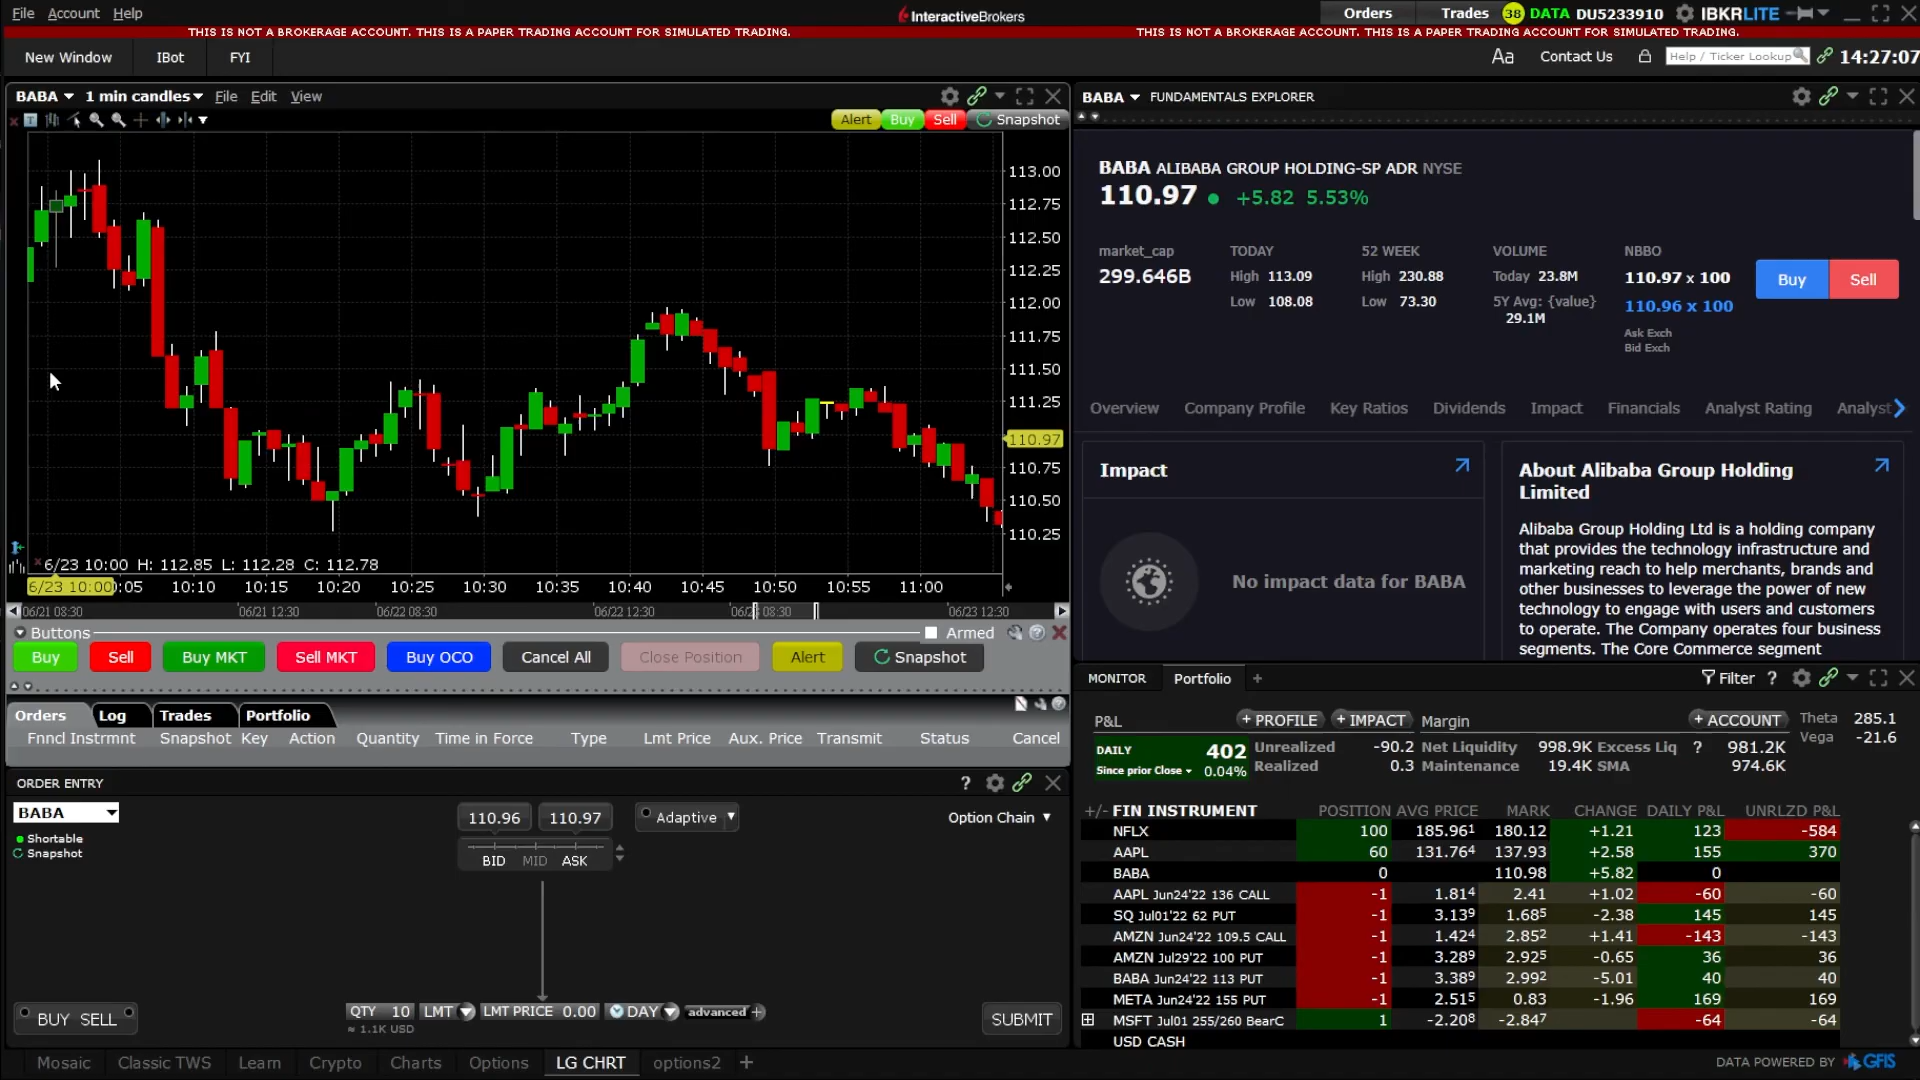 File Account Help
InteractiveBrokers
Orders Trades 38 DATA DU5233910 IBKRLITE
THIS IS NOT A BROKERAGE ACCOUNT. THIS IS A PAPER TRADING ACCOUNT FOR SIMULATED TRADING.
THIS IS NOT A BROKERAGE ACCOUNT. THIS IS A PAPER TRADING ACCOUNT FOR SIMULATED TRADING.
New Window IBot FYI
Aa Contact Us Help / Ticker Lookup 14:27:07
BABA 1 min candles File Edit View
Alert Buy Sell Snapshot
113.00
112.75
112.50
112.25
112.00
111.75
111.50
111.25
110.97
110.75
110.50
110.25
6/23 10:00 H: 112.85 L: 112.28 C: 112.78
6/23 10:00 0:05 10:10 10:15 10:20 10:25 10:30 10:35 10:40 10:45 10:50 10:55 11:00
06/21 08:30 06/21 12:30 06/22 08:30 06/22 12:30 06/2 08:30 06/23 12:30
Buttons Armed
Buy Sell Buy MKT Sell MKT Buy OCO Cancel All Close Position Alert Snapshot
Orders Log Trades Portfolio
Fnncl Instrmnt Snapshot Key Action Quantity Time in Force Type Lmt Price Aux. Price Transmit Status Cancel
ORDER ENTRY ?
BABA 110.96 110.97 Adaptive Option Chain
Shortable
Snapshot
BID MID ASK
BUY SELL QTY 10 LMT LMT PRICE 0.00 DAY advanced + SUBMIT
≈ 1.1K USD
Mosaic Classic TWS Learn Crypto Charts Options LG CHRT options2 +
BABA FUNDAMENTALS EXPLORER
BABA ALIBABA GROUP HOLDING-SP ADR NYSE
110.97 +5.82 5.53%
market_cap TODAY 52 WEEK VOLUME NBBO
299.646B High 113.09 High 230.88 Today 23.8M 110.97 x 100 Buy Sell
Low 108.08 Low 73.30 5Y Avg: {value} 110.96 x 100
29.1M
Ask Exch
Bid Exch
Overview Company Profile Key Ratios Dividends Impact Financials Analyst Rating Analyst
Impact
No impact data for BABA
About Alibaba Group Holding
Limited
Alibaba Group Holding Ltd is a holding company
that provides the technology infrastructure and
marketing reach to help merchants, brands and
other businesses to leverage the power of new
technology to engage with users and customers
to operate. The Company operates four business
segments. The Core Commerce segment
MONITOR Portfolio + Filter ?
P&L + PROFILE + IMPACT Margin + ACCOUNT Theta 285.1
Vega -21.6
DAILY 402 Unrealized -90.2 Net Liquidity 998.9K Excess Liq ? 981.2K
Since prior Close 0.04% Realized 0.3 Maintenance 19.4K SMA 974.6K
+/- FIN INSTRUMENT POSITION AVG PRICE MARK CHANGE DAILY P&L UNRLZD P&L
NFLX 100 185.961 180.12 +1.21 123 -584
AAPL 60 131.764 137.93 +2.58 155 370
BABA 0 110.98 +5.82 0
AAPL Jun24'22 136 CALL -1 1.814 2.41 +1.02 -60 -60
SQ Jul01'22 62 PUT -1 3.139 1.685 -2.38 145 145
AMZN Jun24'22 109.5 CALL -1 1.424 2.852 +1.41 -143 -143
AMZN Jul29'22 100 PUT -1 3.289 2.925 -0.65 36 36
BABA Jun24'22 113 PUT -1 3.389 2.992 -5.01 40 40
META Jun24'22 155 PUT -1 2.515 0.83 -1.96 169 169
MSFT Jul01 255/260 BearC 1 -2.208 -2.847 -64 -64
USD CASH
DATA POWERED BY GFIS